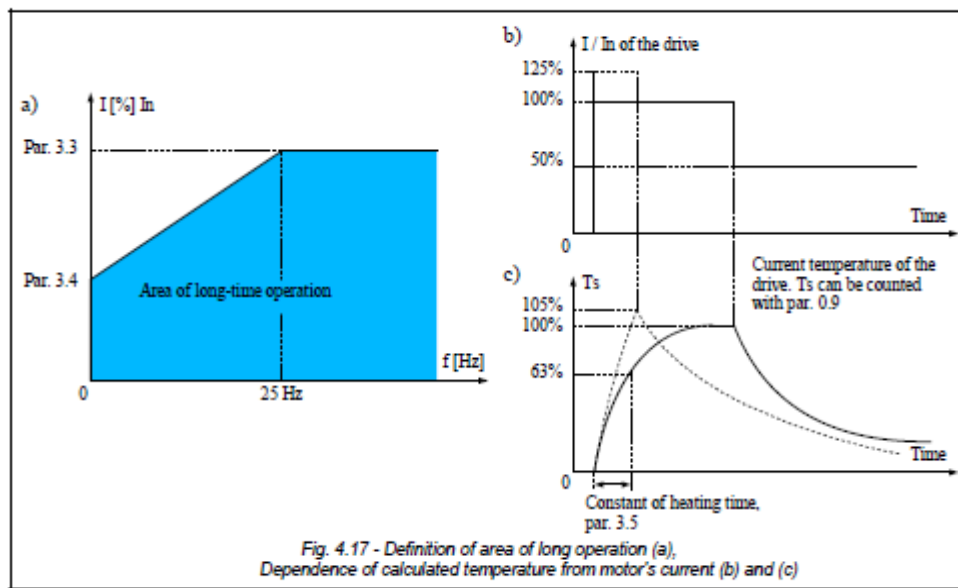 a)
I [%] In
Par. 3.3
Par. 3.4
Area of long-time operation
f [Hz]
0
25 Hz
b)
I / In of the drive
125%
100%
50%
Time
0
Current temperature of the
drive. Ts can be counted
with par. 0.9
c)
Ts
105%
100%
63%
Time
0
Constant of heating time,
par. 3.5
Fig. 4.17 - Definition of area of long operation (a),
Dependence of calculated temperature from motor's current (b) and (c)